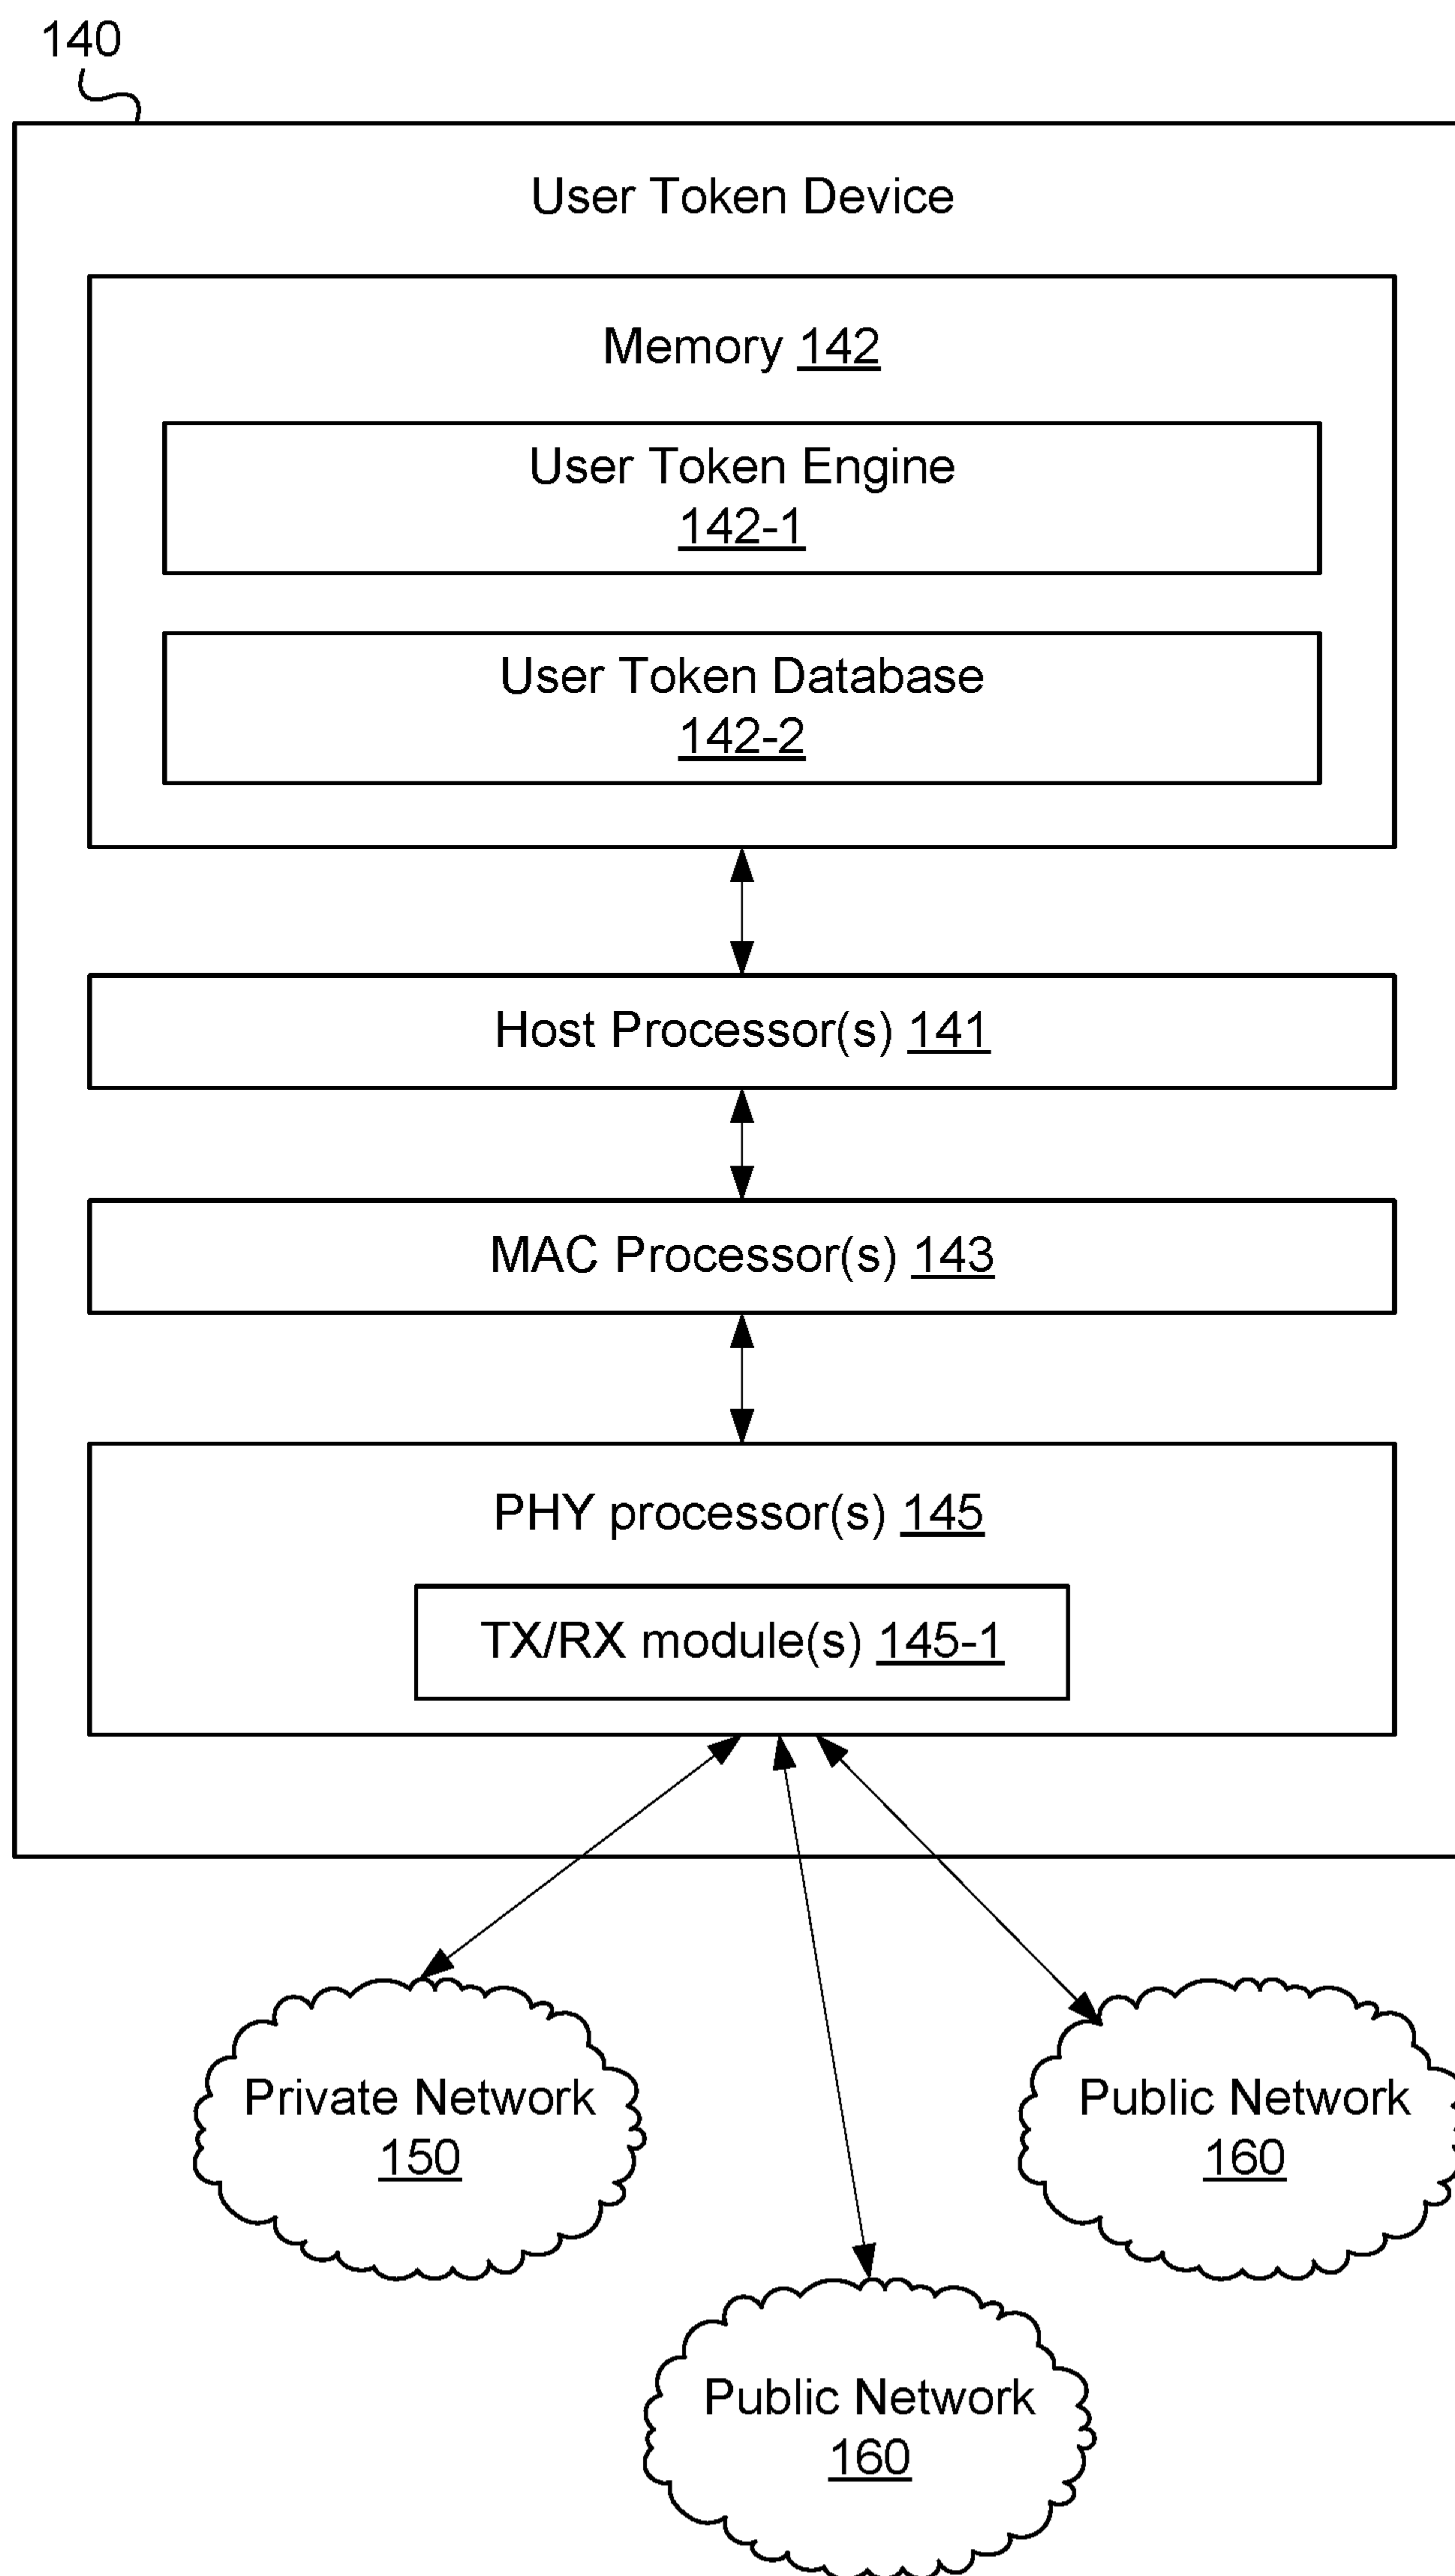 140
User Token Device
Memory 142
User Token Engine
142-1
User Token Database
142-2
Host Processor(s) 141
MAC Processor(s) 143
PHY processor(s) 145
TX/RX module(s) 145-1
Private Network
150
Public Network
160
Public Network
160